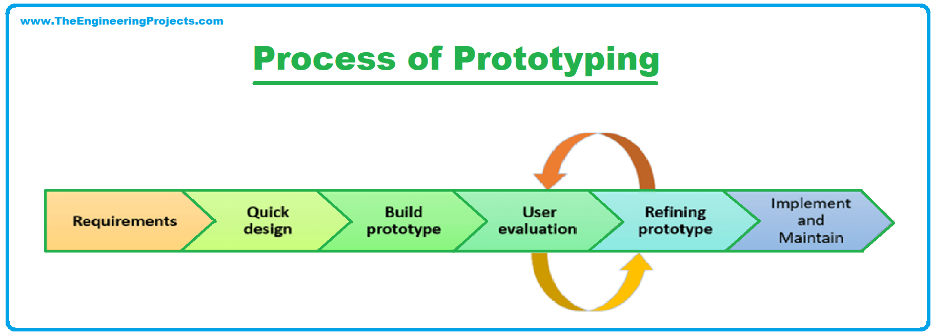 www.TheEngineeringProjects.com
Process of Prototyping
Requirements
Quick
design
Build
prototype
User
evaluation
Refining
prototype
Implement
and
Maintain